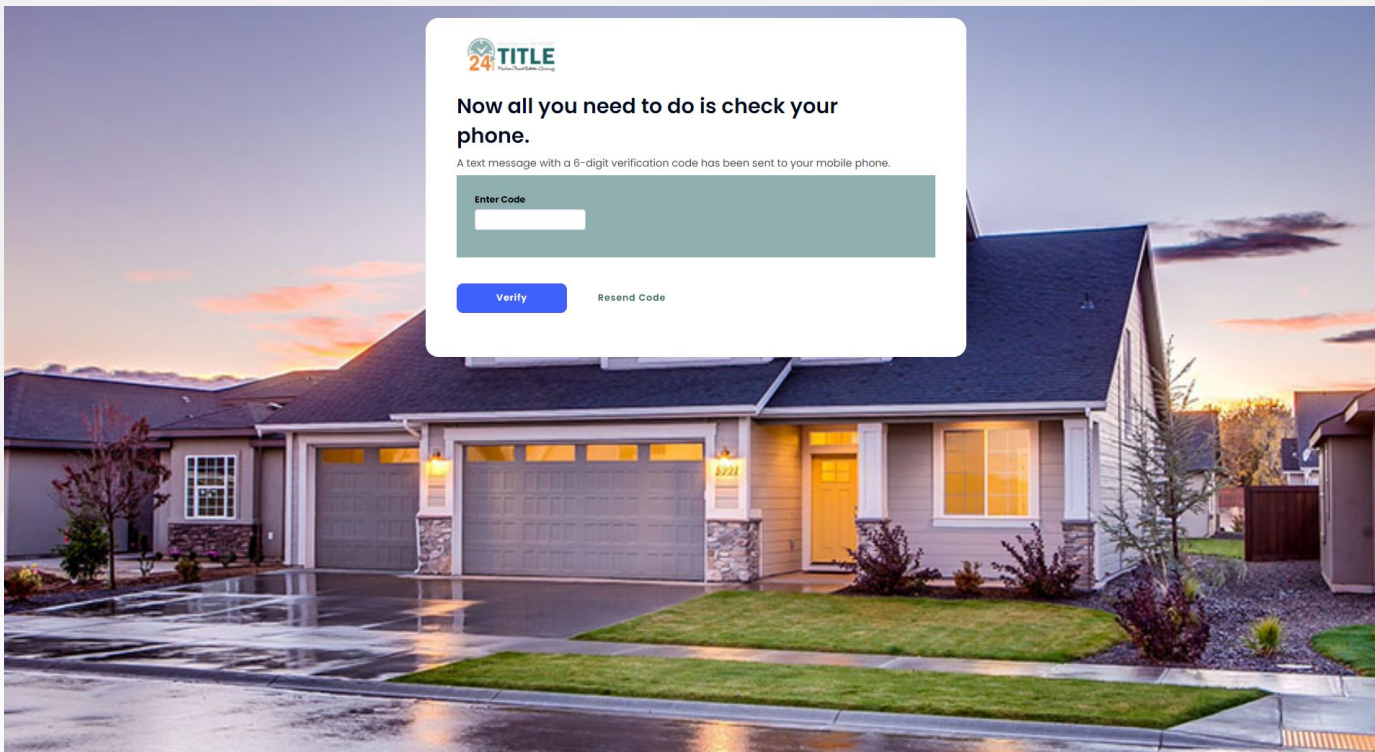 24 TITLE
Now all you need to do is check your
phone.
A text message with a 6-digit verification code has been sent to your mobile phone.
Enter Code
Verify
Resend Code